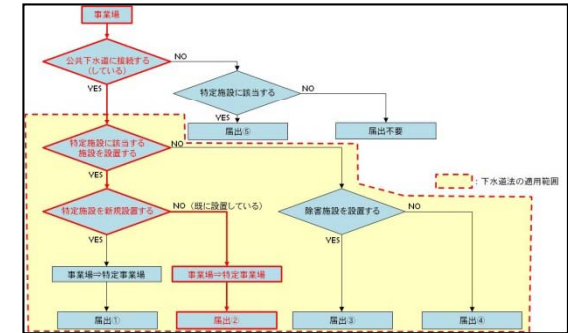 事業場
公共下水道に接続する
(している)
NO
YES
特定施設に該当する
NO
YES
届出⑤
届出不要
特定施設に該当する
施設を設置する
NO
YES
:下水道法の適用範囲
特定施設を新規設置する
NO(既に設置している)
YES
除害施設を設置する
NO
YES
事業場⇒特定事業場
事業場⇒特定事業場
届出①
届出②
届出③
届出④